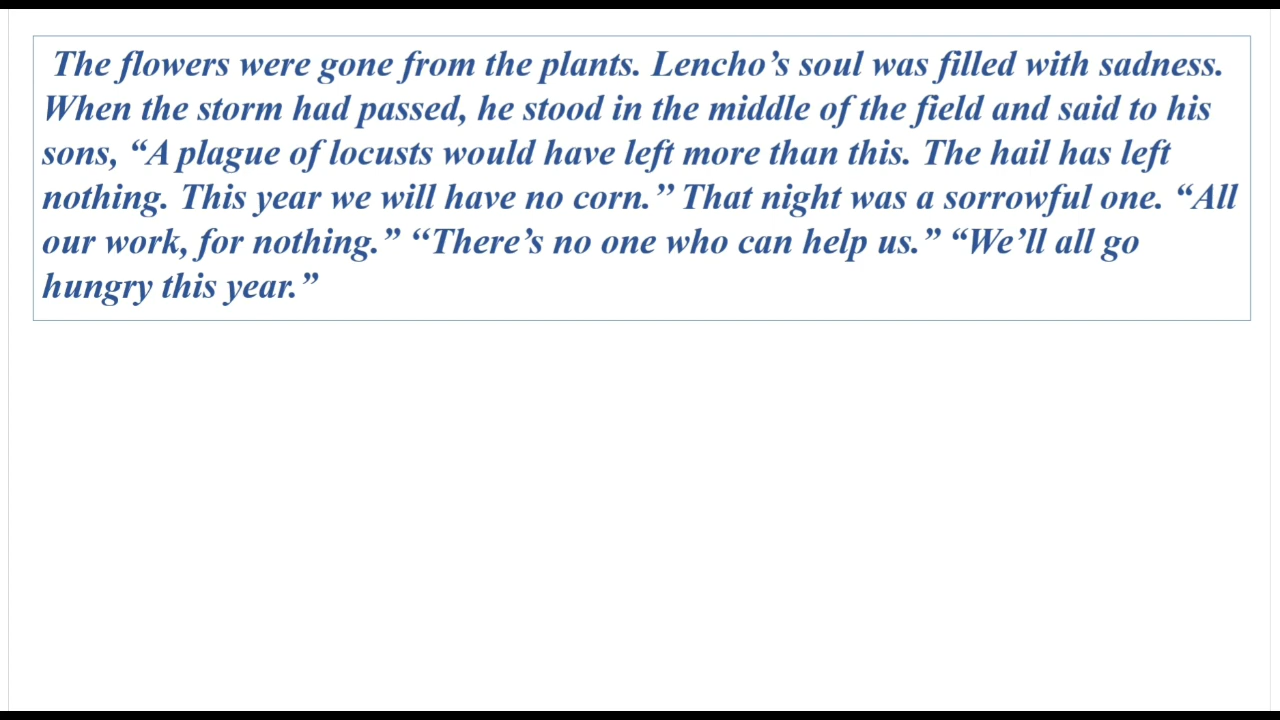 The flowers were gone from the plants. Lencho’s soul was filled with sadness.
When the storm had passed, he stood in the middle of the field and said to his
sons, “A plague of locusts would have left more than this. The hail has left
nothing. This year we will have no corn.’’ That night was a sorrowful one. “All
our work, for nothing.” “There’s no one who can help us.” “We’ll all go
hungry this year.”